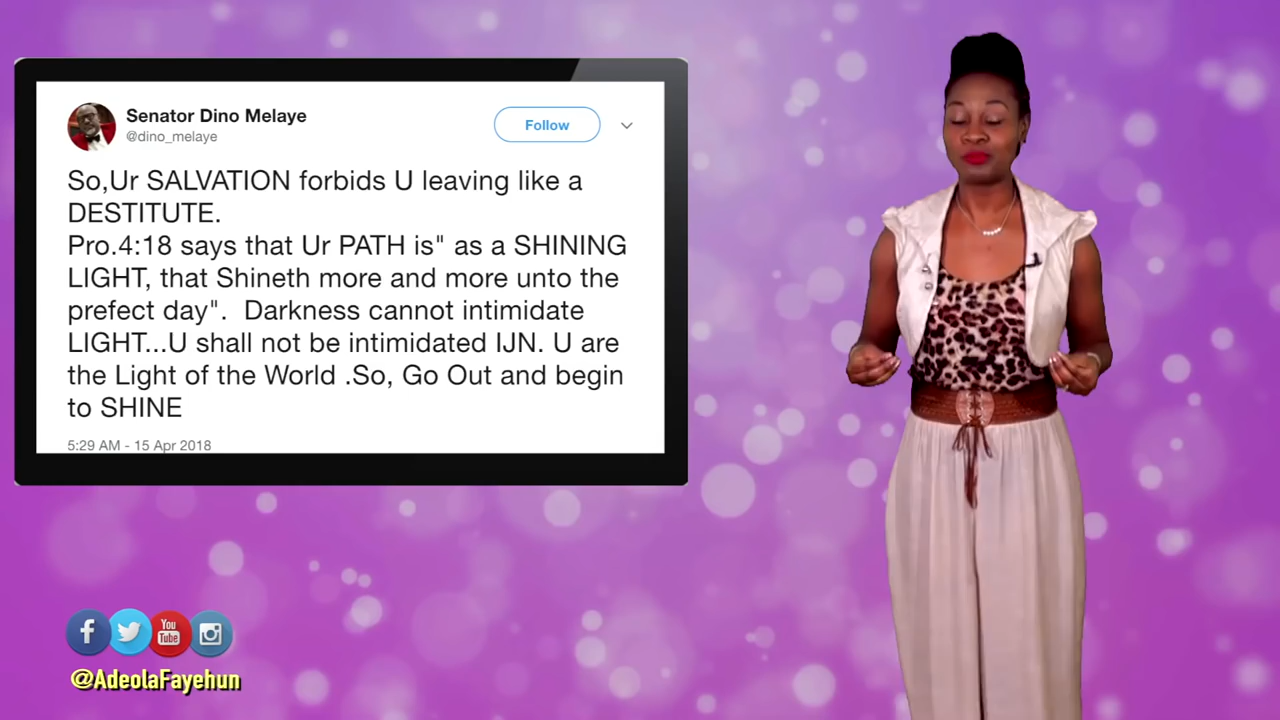 Senator Dino Melaye
@dino_melaye
Follow
So,Ur SALVATION forbids U leaving like a
DESTITUTE.
Pro.4:18 says that Ur PATH is" as a SHINING
LIGHT, that Shineth more and more unto the
prefect day".  Darkness cannot intimidate
LIGHT...U shall not be intimidated IJN. U are
the Light of the World .So, Go Out and begin
to SHINE
5:29 AM - 15 Apr 2018
You
Tube
@AdeolaFayehun